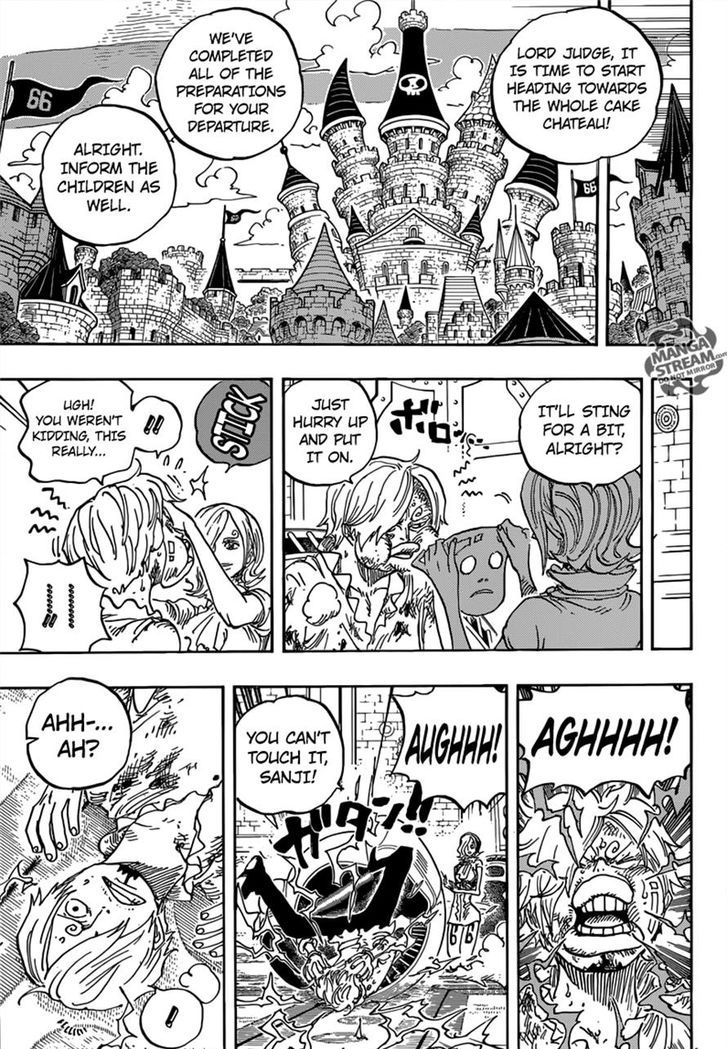 LORD JUDGE, IT
IS TIME TO START
HEADING TOWARDS
THE WHOLE CAKE
CHATEAU!
WE'VE
COMPLETED
ALL OF THE
PREPARATIONS
FOR YOUR
DEPARTURE.
ALRIGHT.
INFORM THE
CHILDREN AS
WELL.
66
66
MANGA
STREAM.com
DO NOT MIRROR!
IT'LL STING
FOR A BIT,
ALRIGHT?
ボロッ
JUST
HURRY UP
AND PUT
IT ON.
STICK
!!
UGH!
YOU WEREN'T
KIDDING, THIS
REALLY...
AGHHHH!
AUGHHH!
YOU CAN'T
TOUCH IT,
SANJI!
ガタン!!
66
AHH-...
AH?
!